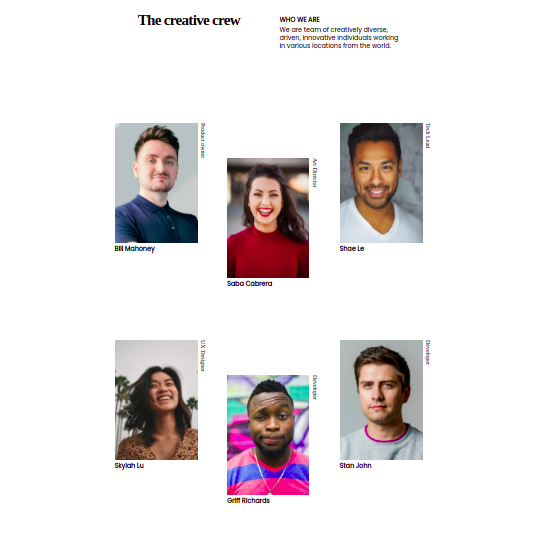 The creative crew
WHO WE ARE
We are team of creatively diverse,
driven, innovative individuals working
in various locations from the world.
Product owner
Bill Mahoney
Art Director
Saba Cabrera
Tech Lead
Shae Le
UX Designer
Skylah Lu
Developer
Griff Richards
Developer
Stan John